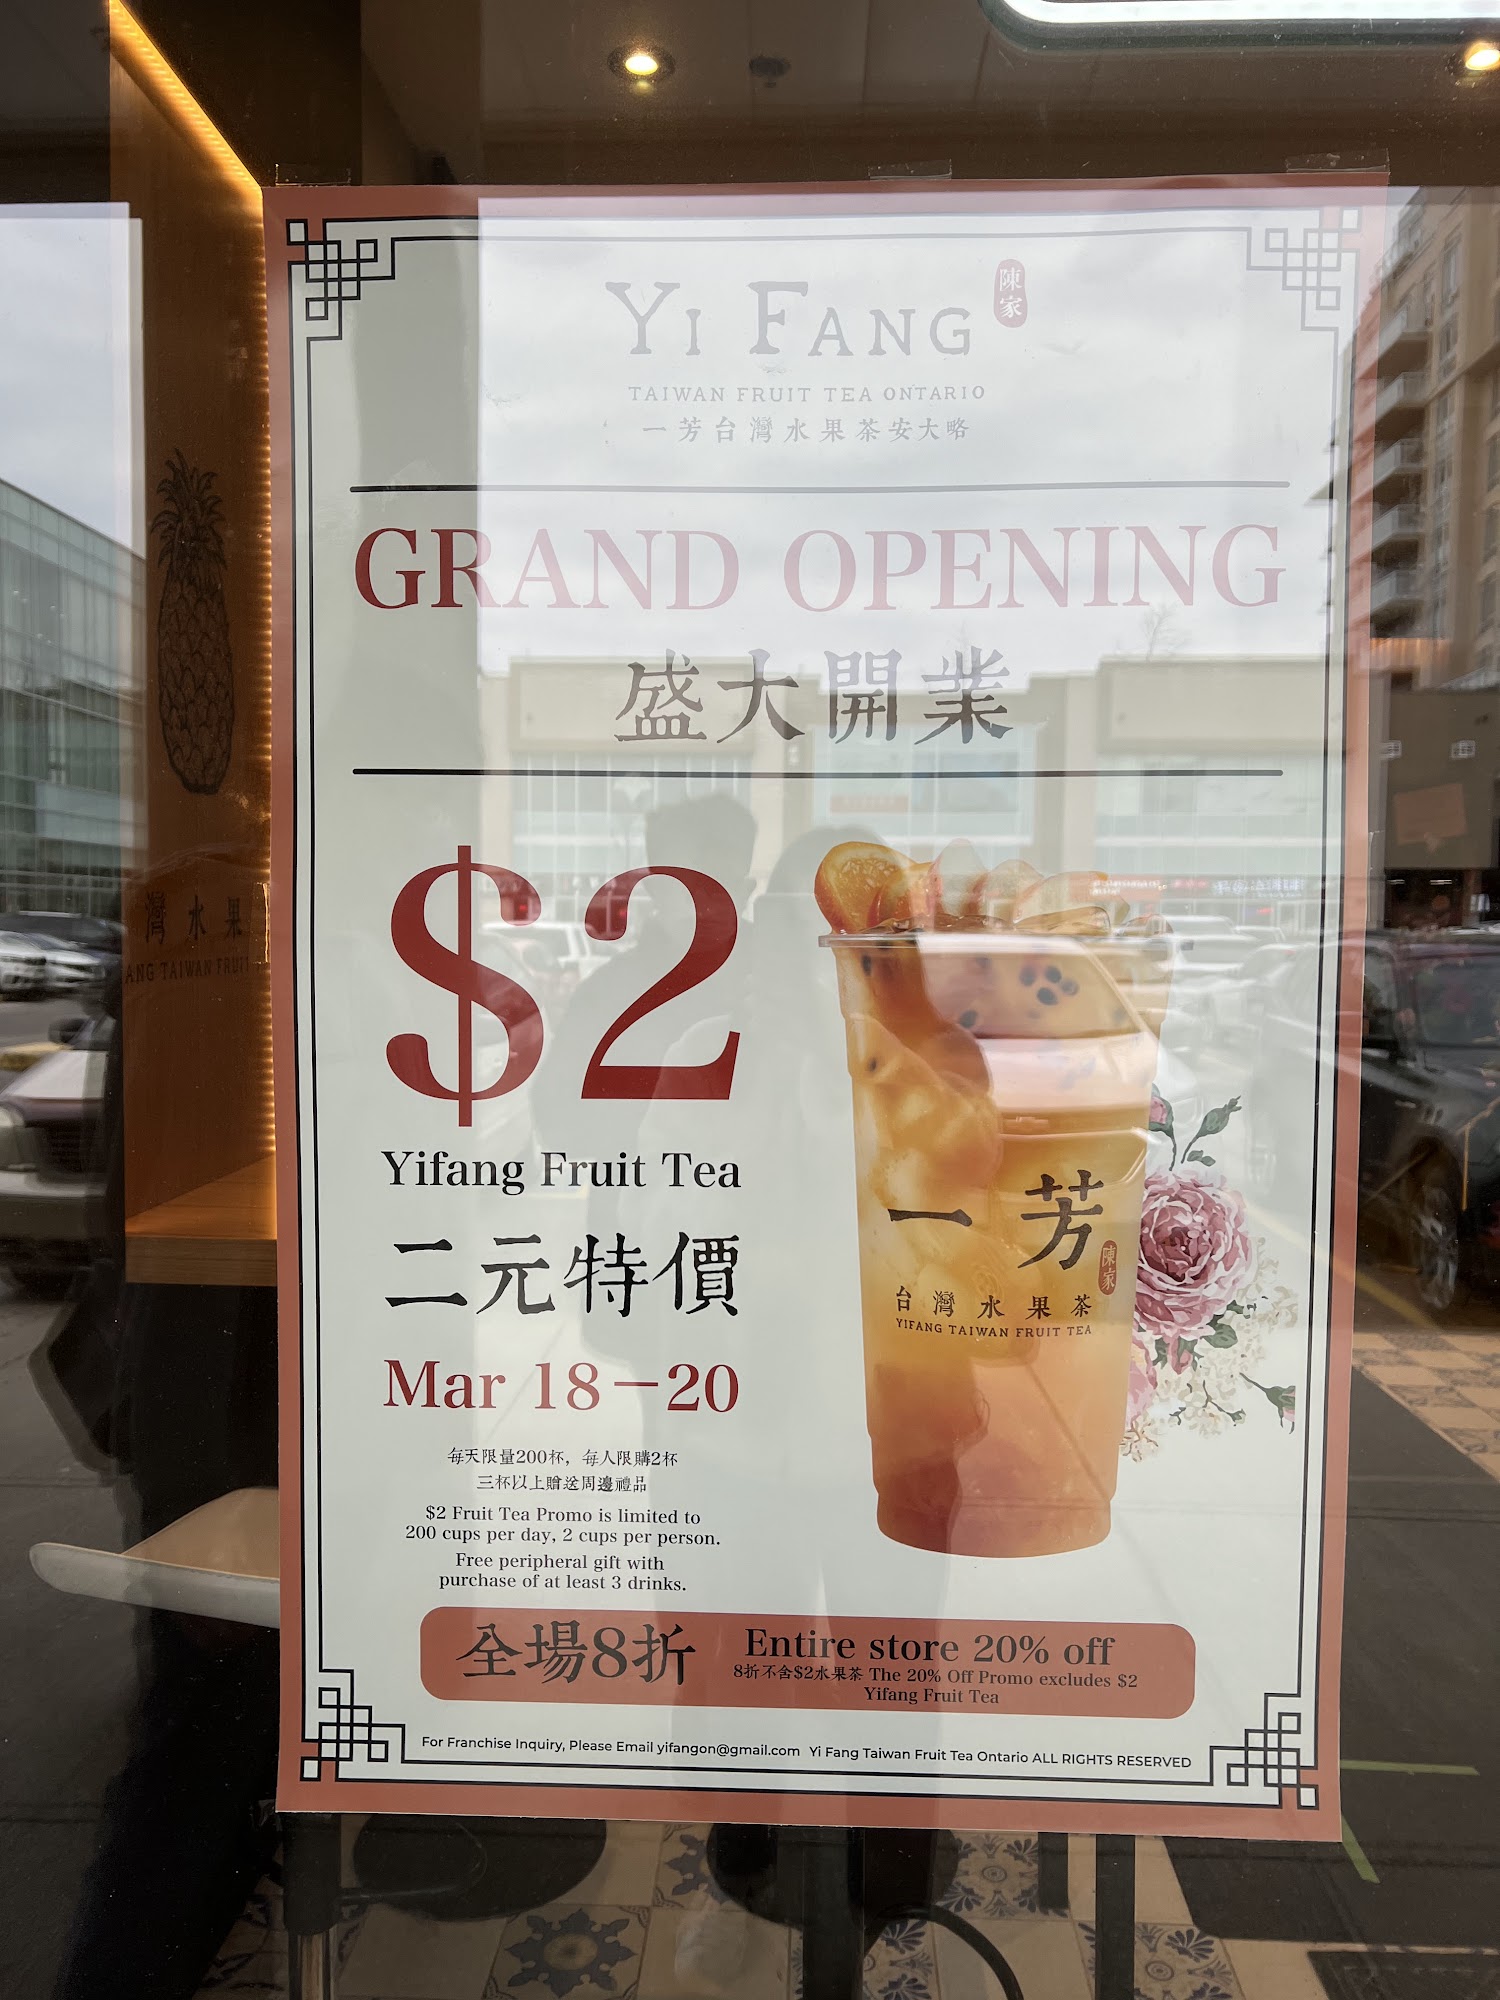 YI FANG
陳家
TAIWAN FRUIT TEA ONTARIO
一芳台灣水果茶安大略
GRAND OPENING
盛大開業
$2
Yifang Fruit Tea
二元特價
Mar 18－20
每天限量200杯，每人限購2杯
三杯以上贈送周邊禮品
$2 Fruit Tea Promo is limited to
200 cups per day, 2 cups per person.
Free peripheral gift with
purchase of at least 3 drinks.
一芳
陳家
台灣水果茶
YIFANG TAIWAN FRUIT TEA
全場8折
Entire store 20% off
8折不含$2水果茶 The 20% Off Promo excludes $2
Yifang Fruit Tea
For Franchise Inquiry, Please Email yifangon@gmail.com Yi Fang Taiwan Fruit Tea Ontario ALL RIGHTS RESERVED
灣水果
ANG TAIWAN FRUIT